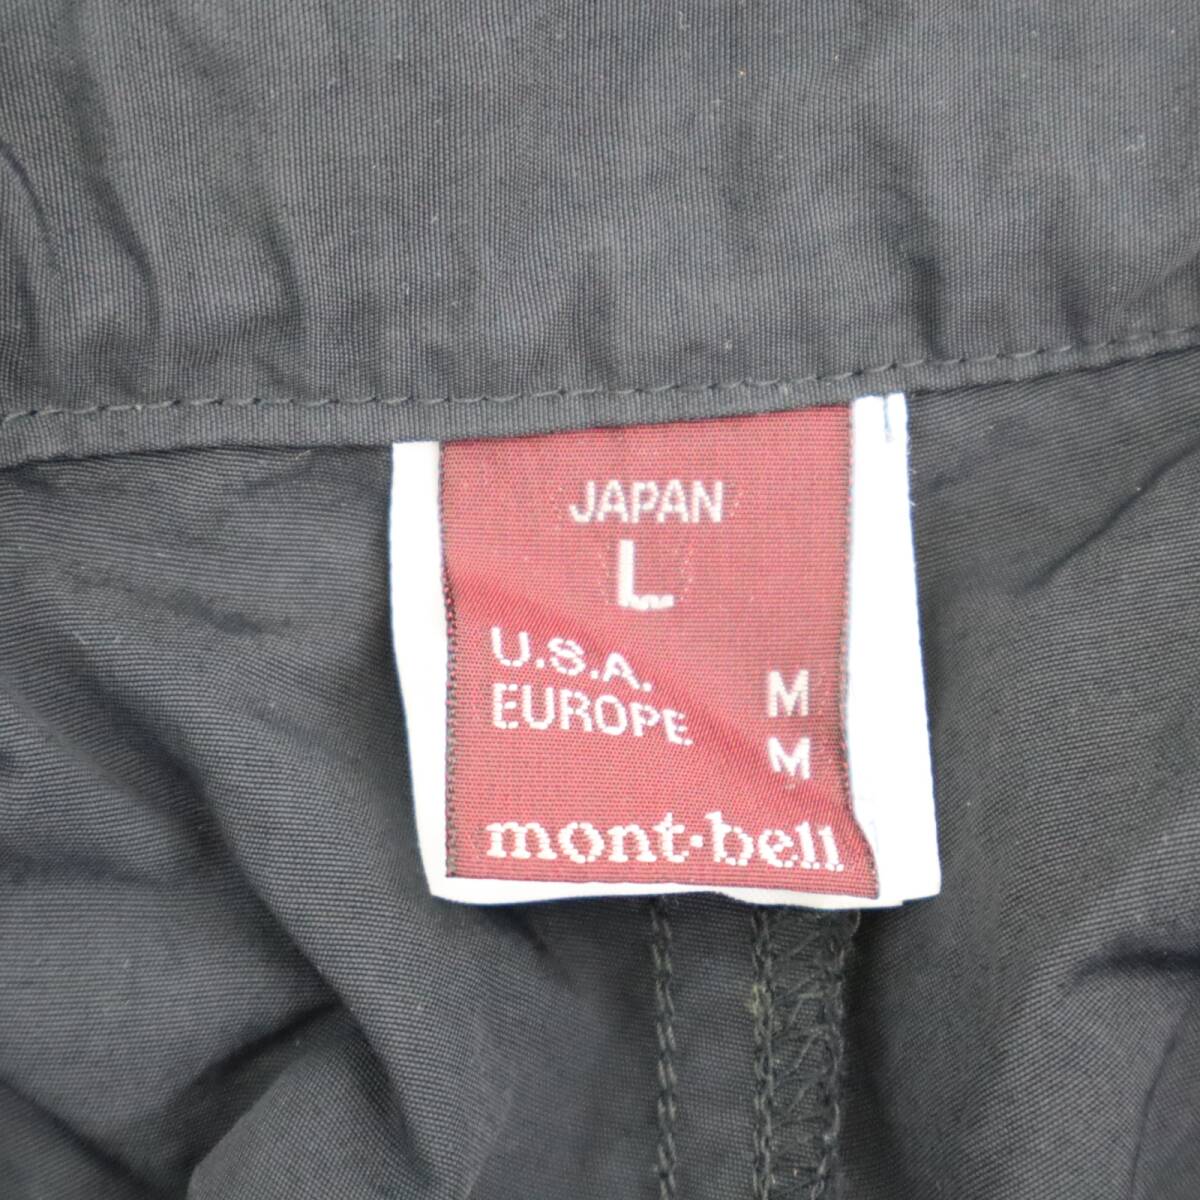 JAPAN
L
U.S.A. M
EUROPE M
mont·bell